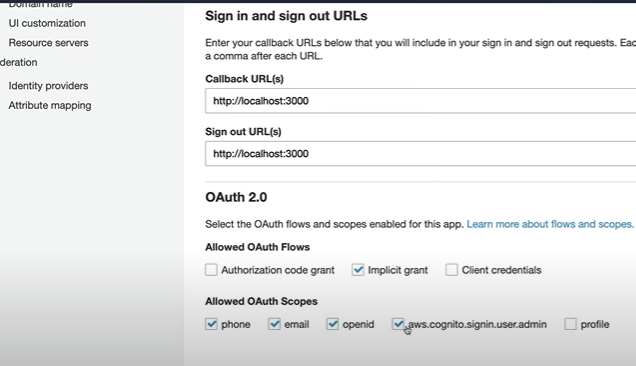 Domain name
UI customization
Resource servers
deration
Identity providers
Attribute mapping
Sign in and sign out URLs
Enter your callback URLs below that you will include in your sign in and sign out requests. Eac
a comma after each URL.
Callback URL(s)
http://localhost:3000
Sign out URL(s)
http://localhost:3000
OAuth 2.0
Select the OAuth flows and scopes enabled for this app. Learn more about flows and scopes.
Allowed OAuth Flows
Authorization code grant Implicit grant Client credentials
Allowed OAuth Scopes
phone email openid aws.cognito.signin.user.admin profile